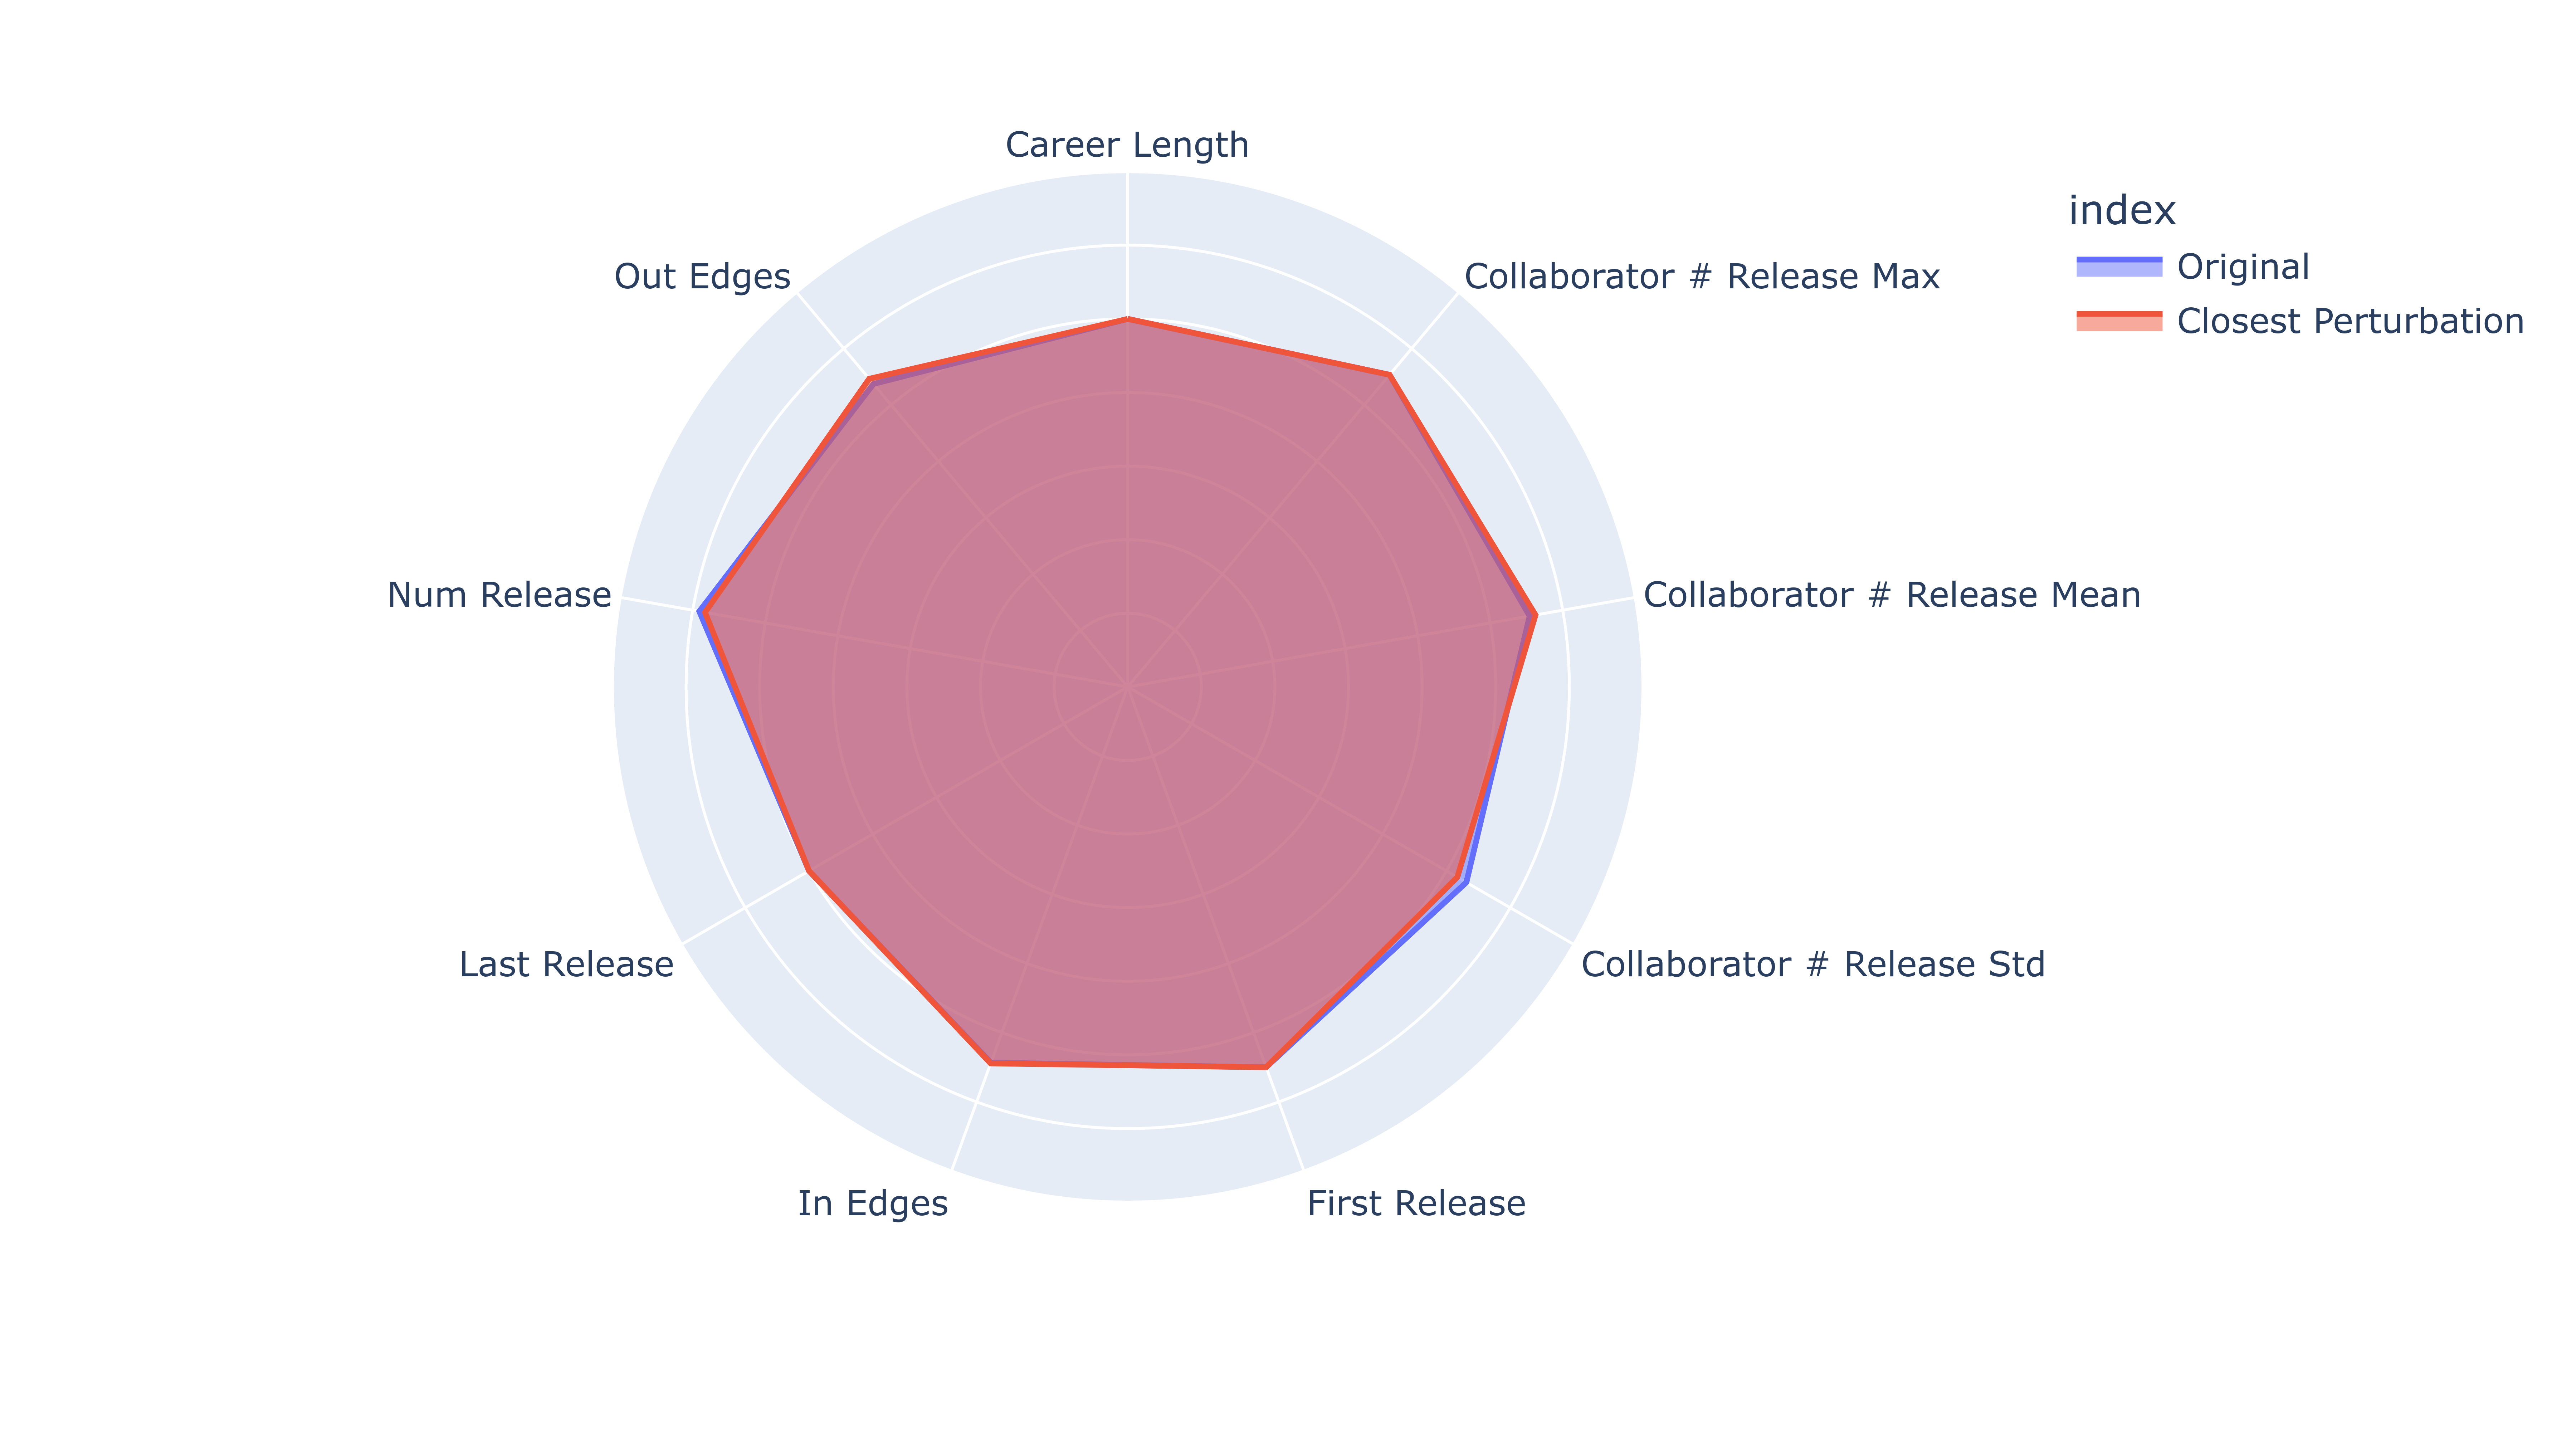 Career Length
Out Edges
Collaborator # Release Max
Num Release
Collaborator # Release Mean
Last Release
Collaborator # Release Std
In Edges
First Release
index
Original
Closest Perturbation